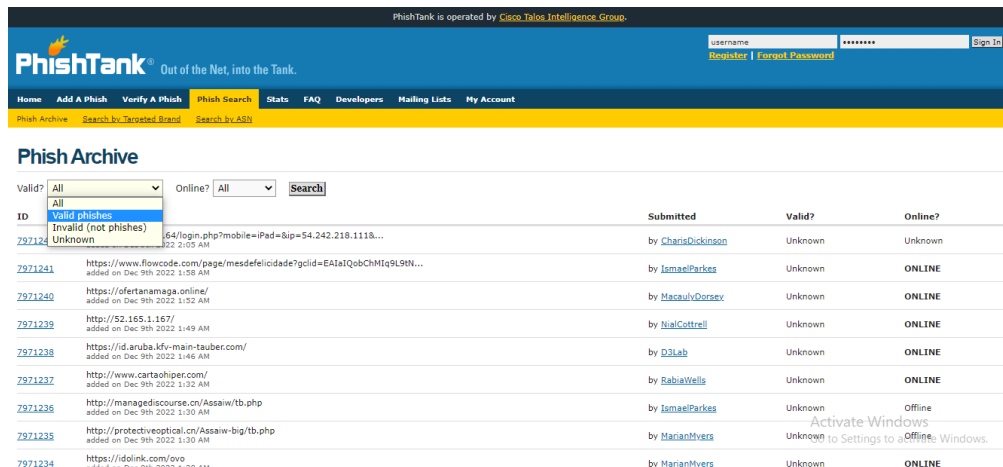 PhishTank is operated by Cisco Talos Intelligence Group.
username ******** Sign In
Register | Forgot Password
PhishTank® Out of the Net, into the Tank.
Home Add A Phish Verify A Phish Phish Search Stats FAQ Developers Mailing Lists My Account
Phish Archive Search by Targeted Brand Search by ASN
Phish Archive
Valid? All Online? All Search
All
Valid phishes
Invalid (not phishes)
Unknown
ID Submitted Valid? Online?
.64/login.php?mobile=iPad=&ip=54.242.218.111&...
2022 2:05 AM
by CharisDickinson Unknown Unknown
7971241 https://www.flowcode.com/page/mesdefelicidade?gclid=EAIaIQobChMIq9L9tN...
added on Dec 9th 2022 1:58 AM
by IsmaelParkes Unknown ONLINE
7971240 https://ofertanamaga.online/
added on Dec 9th 2022 1:52 AM
by MacaulyDorsey Unknown ONLINE
7971239 http://52.165.1.167/
added on Dec 9th 2022 1:49 AM
by NialCottrell Unknown ONLINE
7971238 https://id.aruba.kfv-main-tauber.com/
added on Dec 9th 2022 1:46 AM
by D3Lab Unknown ONLINE
7971237 http://www.cartaohiper.com/
added on Dec 9th 2022 1:32 AM
by RabiaWells Unknown ONLINE
7971236 http://managediscourse.cn/Assaiw/tb.php
added on Dec 9th 2022 1:30 AM
by IsmaelParkes Unknown Offline
7971235 http://protectiveoptical.cn/Assaiw-big/tb.php
added on Dec 9th 2022 1:30 AM
by MarianMyers Unknown Offline
7971234 https://idolink.com/ovo
by MarianMyers Unknown ONLINE
Activate Windows
Go to Settings to activate Windows.